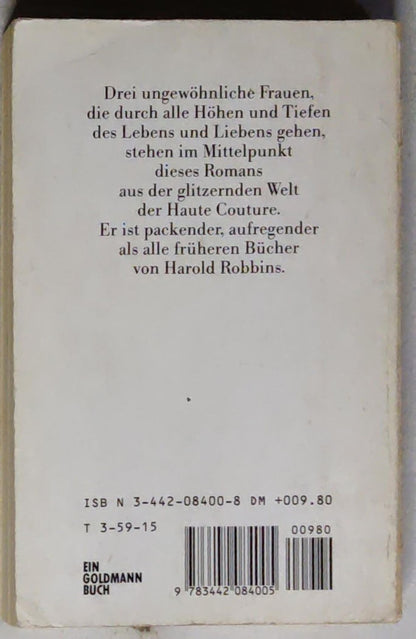 Drei ungewöhnliche Frauen,
die durch alle Höhen und Tiefen
des Lebens und Liebens gehen,
stehen im Mittelpunkt
dieses Romans
aus der glitzernden Welt
der Haute Couture.
Er ist packender, aufregender
als alle früheren Bücher
von Harold Robbins.
ISB N 3-442-08400-8 DM +009.80
T 3-59-15
00980
EIN
GOLDMANN
BUCH
9 783442 084005